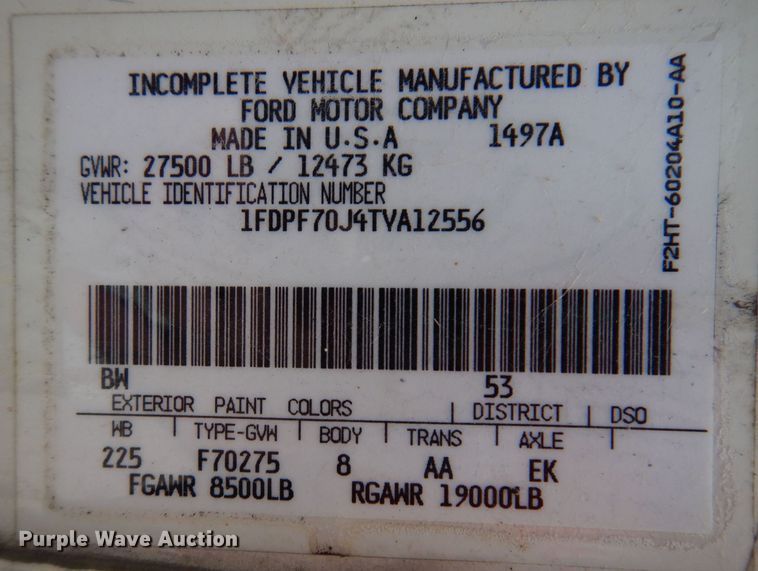 INCOMPLETE VEHICLE MANUFACTURED BY
FORD MOTOR COMPANY
MADE IN U.S.A 1497A
GVWR: 27500 LB / 12473 KG
VEHICLE IDENTIFICATION NUMBER
1FDPF70J4TVA12556
F2HT-60204A10-AA
BW 53
EXTERIOR PAINT COLORS DISTRICT DSO
WB TYPE-GVW BODY TRANS AXLE
225 F70275 8 AA EK
FGAWR 8500LB RGAWR 19000LB
Purple Wave Auction